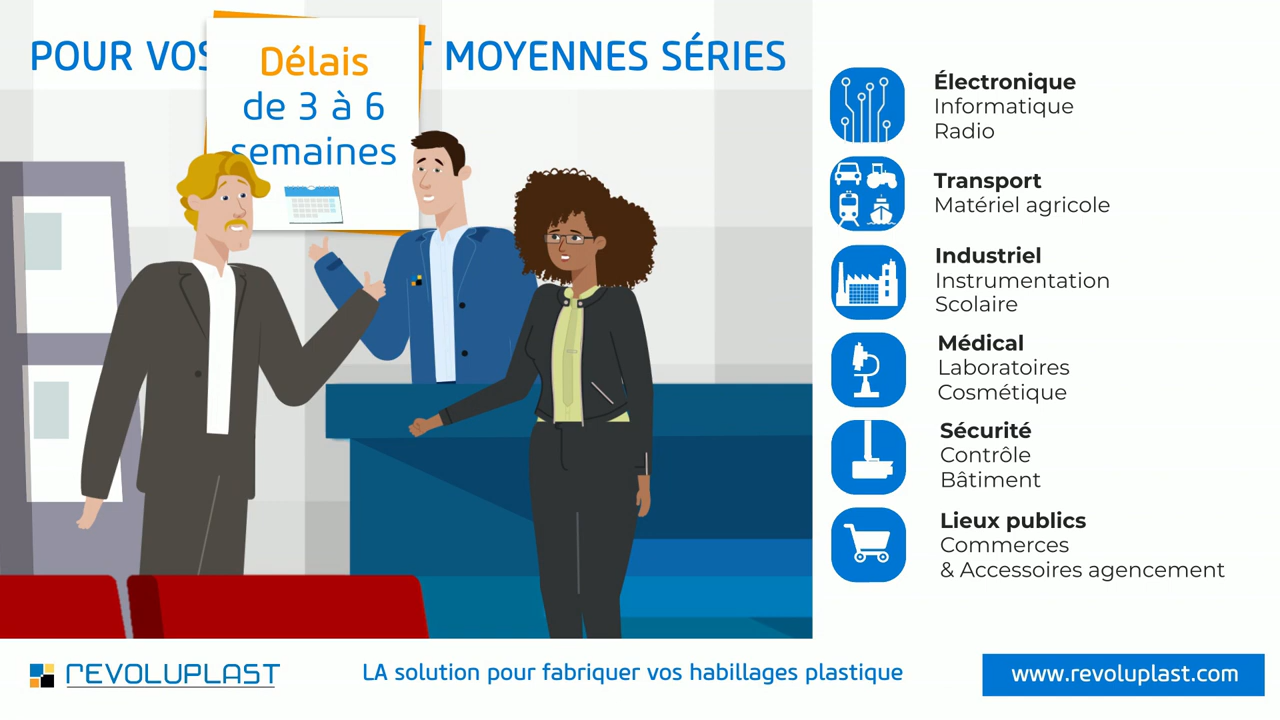 POUR VOS T MOYENNES SÉRIES
Délais
de 3 à 6
semaines
Électronique
Informatique
Radio
Transport
Matériel agricole
Industriel
Instrumentation
Scolaire
Médical
Laboratoires
Cosmétique
Sécurité
Contrôle
Bâtiment
Lieux publics
Commerces
& Accessoires agencement
REVOLUPLAST
LA solution pour fabriquer vos habillages plastique
www.revoluplast.com